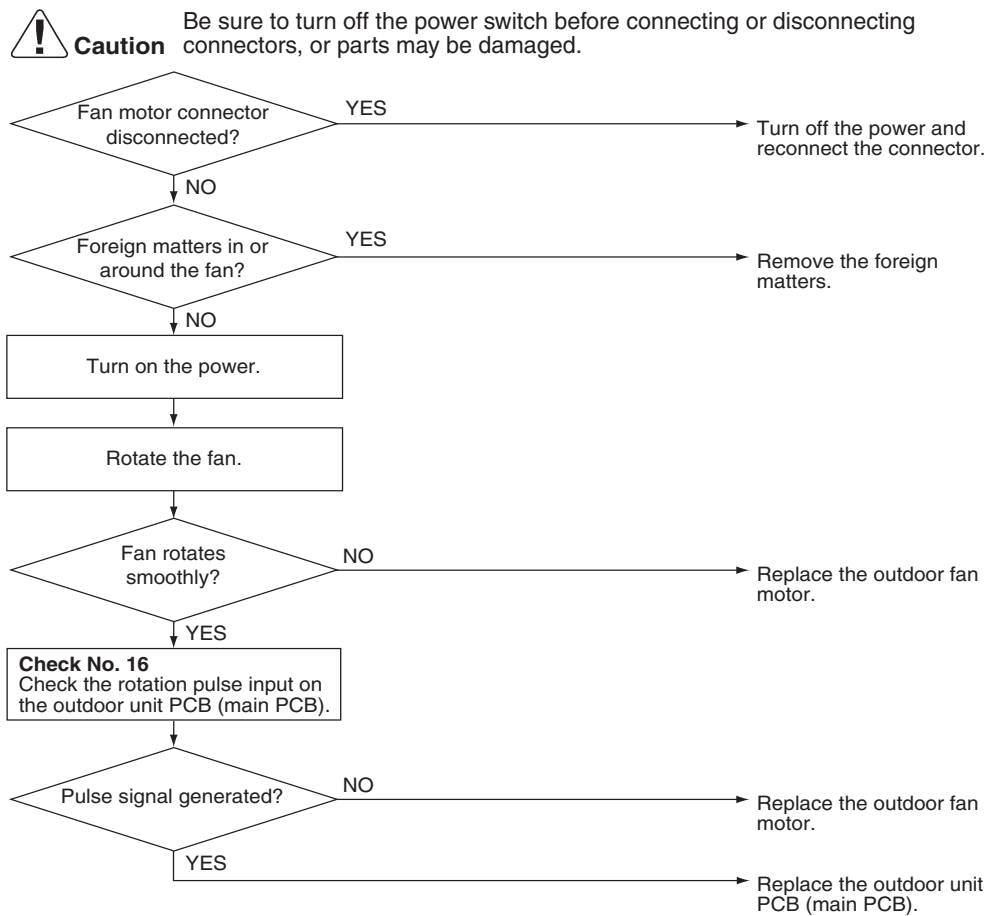 Be sure to turn off the power switch before connecting or disconnecting
Caution connectors, or parts may be damaged.
Fan motor connector
disconnected?
YES
Turn off the power and
reconnect the connector.
NO
Foreign matters in or
around the fan?
YES
Remove the foreign
matters.
NO
Turn on the power.
Rotate the fan.
Fan rotates
smoothly?
NO
Replace the outdoor fan
motor.
YES
Check No. 16
Check the rotation pulse input on
the outdoor unit PCB (main PCB).
Pulse signal generated?
NO
Replace the outdoor fan
motor.
YES
Replace the outdoor unit
PCB (main PCB).